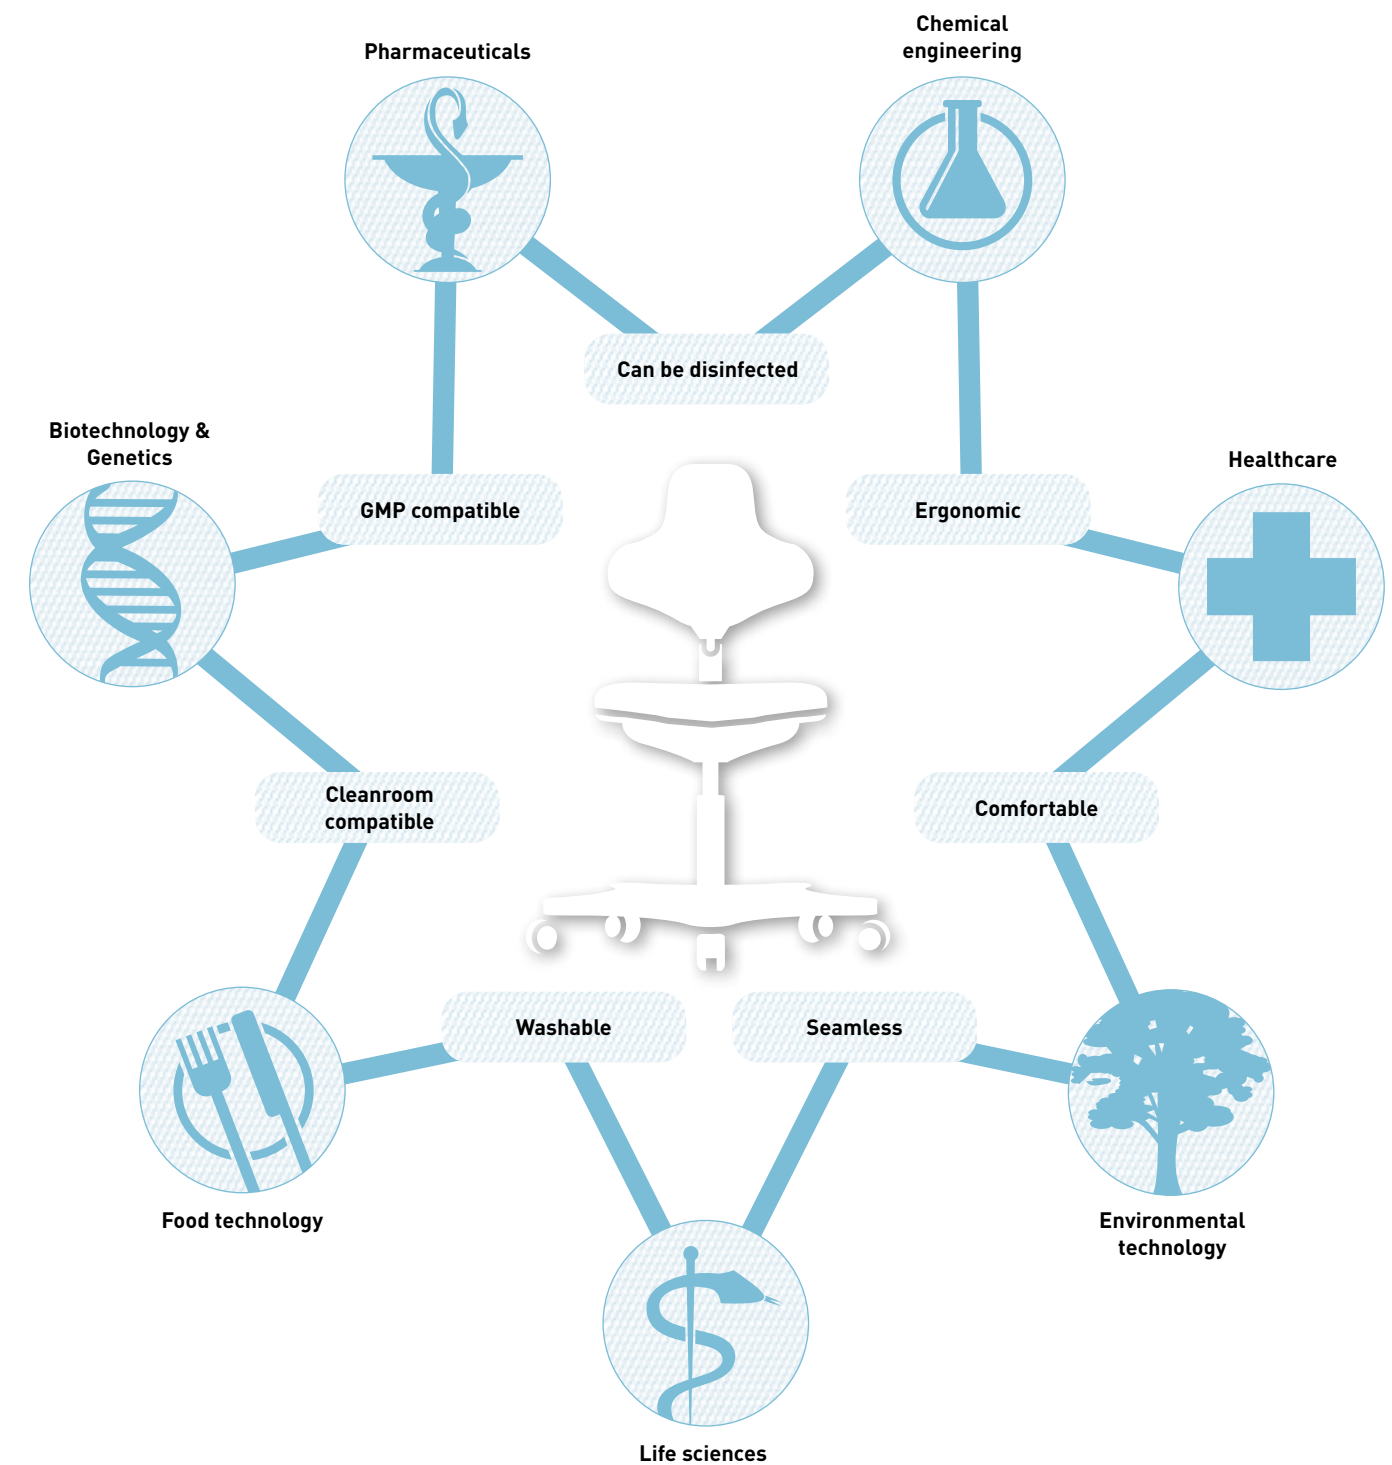 Chemical
engineering
Pharmaceuticals
Can be disinfected
Biotechnology &
Genetics
Healthcare
GMP compatible
Ergonomic
Cleanroom
compatible
Comfortable
Washable
Seamless
Food technology
Environmental
technology
Life sciences